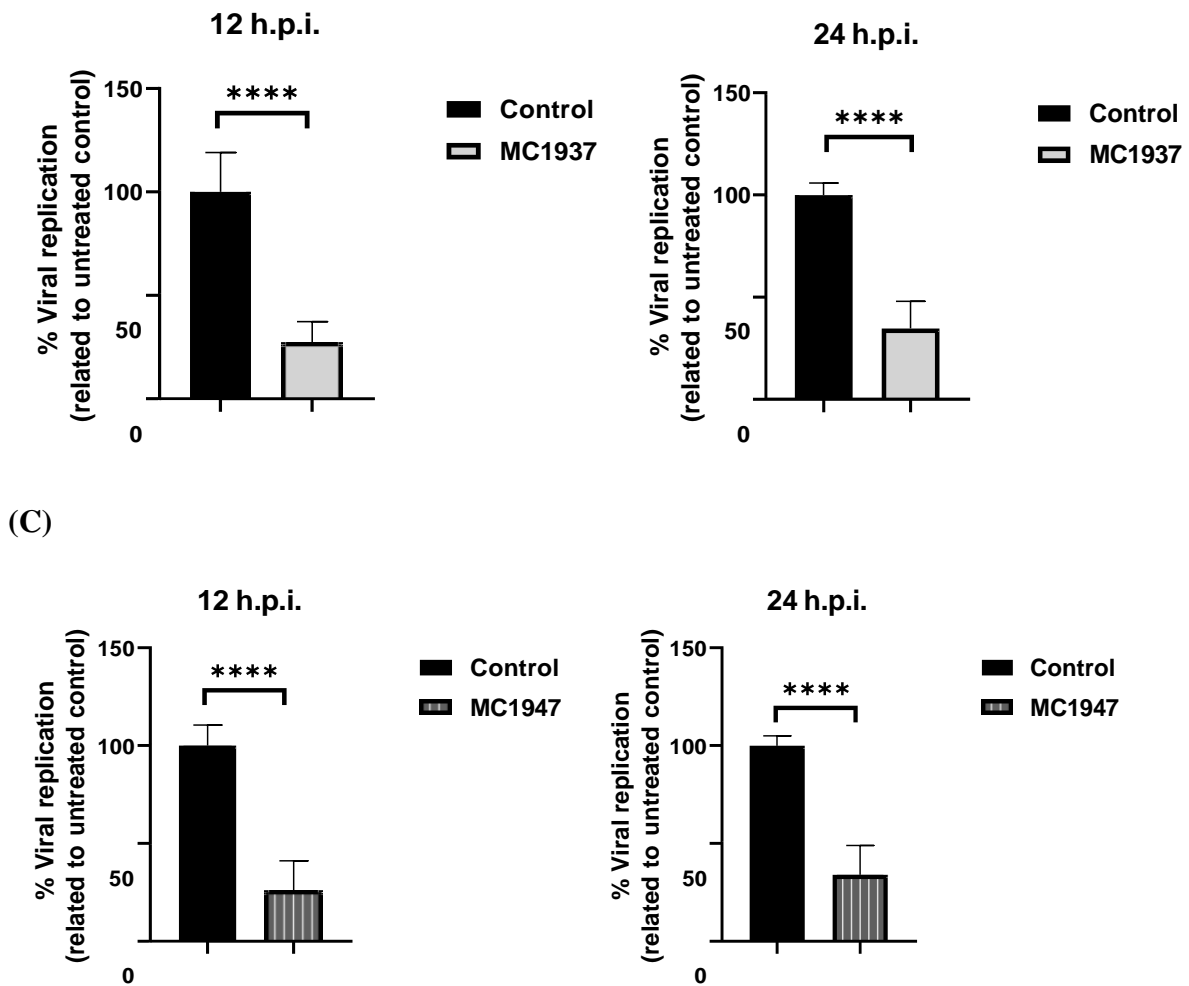 12 h.p.i.
% Viral replication
(related to untreated control)
150
100
50
0
****
Control
MC1937
24 h.p.i.
% Viral replication
(related to untreated control)
150
100
50
0
****
Control
MC1937
(C)
12 h.p.i.
% Viral replication
(related to untreated control)
150
100
50
0
****
Control
MC1947
24 h.p.i.
% Viral replication
(related to untreated control)
150
100
50
0
****
Control
MC1947